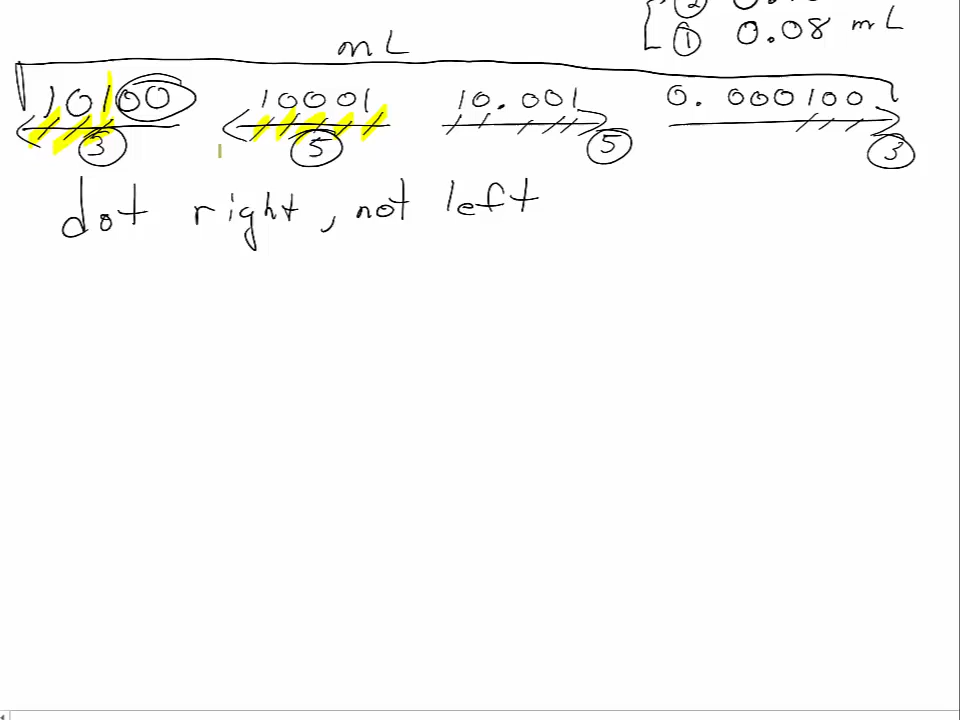 ① 0.08 mL
mL
10100 10001 10.001 0.000100
③ ⑤ ⑤ ③
dot right, not left